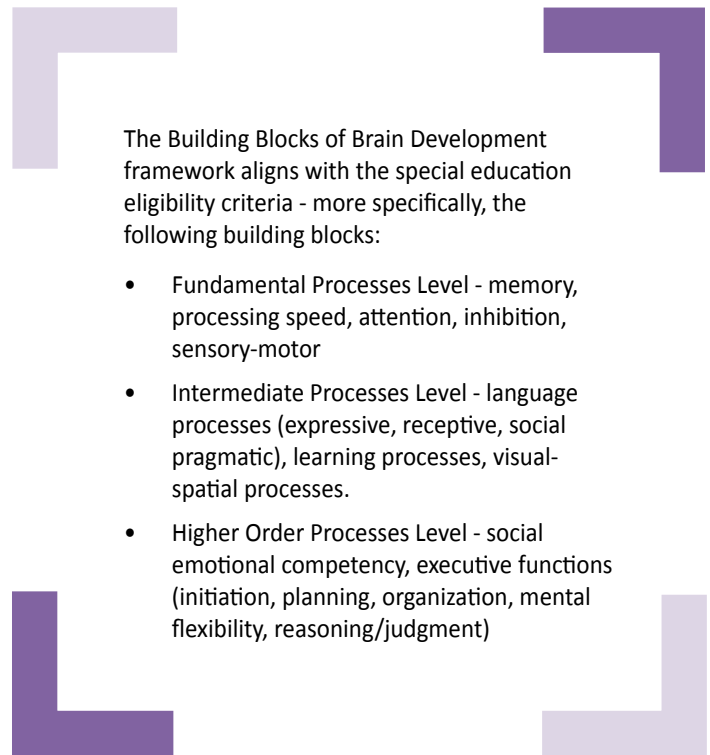 The Building Blocks of Brain Development
framework aligns with the special education
eligibility criteria - more specifically, the
following building blocks:
• Fundamental Processes Level - memory,
processing speed, attention, inhibition,
sensory-motor
• Intermediate Processes Level - language
processes (expressive, receptive, social
pragmatic), learning processes, visual-
spatial processes.
• Higher Order Processes Level - social
emotional competency, executive functions
(initiation, planning, organization, mental
flexibility, reasoning/judgment)